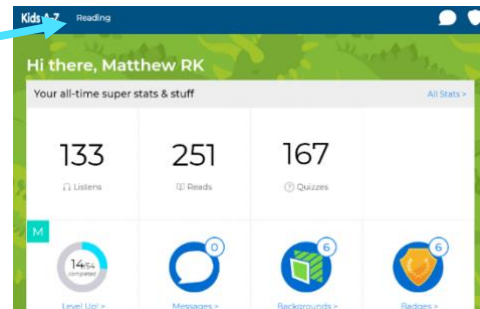 Kids A-Z Reading
Hi there, Matthew RK
Your all-time super stats & stuff All Stats >
133 251 167
Listens Reads Quizzes
M
0 6 6
14/54
completed
Level Up! > Messages > Backgrounds > Badges >